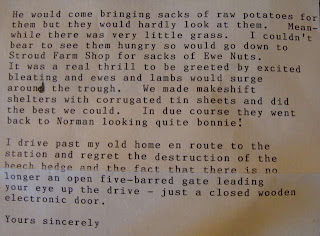 He would come bringing sacks of raw potatoes for
them but they would hardly look at them.   Mean-
while there was very little grass.  I couldn't
bear to see them hungry so would go down to
Stroud Farm Shop for sacks of Ewe Nuts.
It was a real thrill to be greeted by excited
bleating and ewes and lambs would surge
around the trough.   We made makeshift
shelters with corrugated tin sheets and did
the best we could.  In due course they went
back to Norman looking quite bonnie!
I drive past my old home en route to the
station and regret the destruction of the
beech hedge and the fact that there is no
longer an open five-barred gate leading
your eye up the drive - just a closed wooden
electronic door.
Yours sincerely